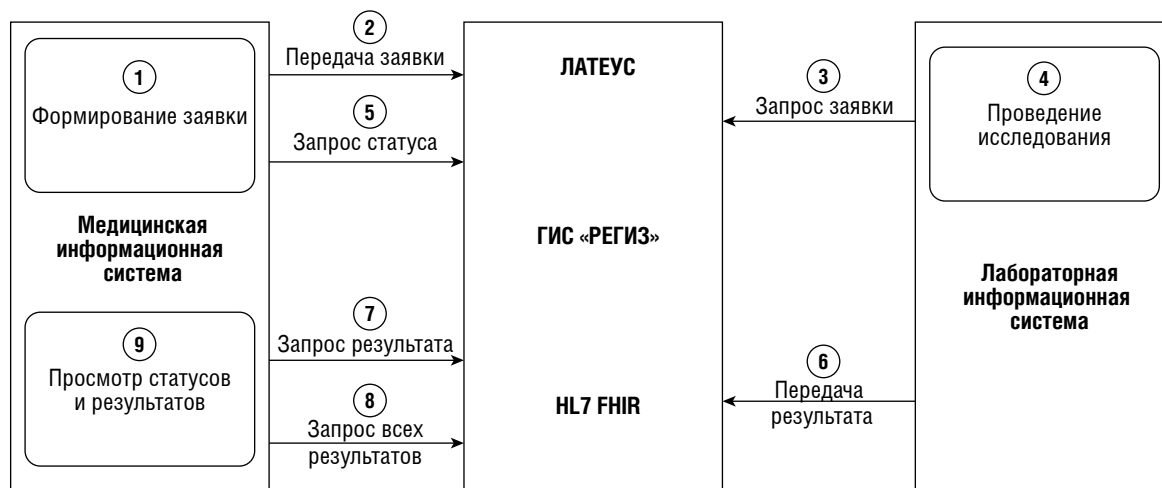 1
Формирование заявки
Медицинская
информационная
система
9
Просмотр статусов
и результатов
2
Передача заявки
5
Запрос статуса
7
Запрос результата
8
Запрос всех
результатов
ЛАТЕУС
ГИС «РЕГИЗ»
HL7 FHIR
3
Запрос заявки
6
Передача
результата
4
Проведение
исследования
Лабораторная
информационная
система